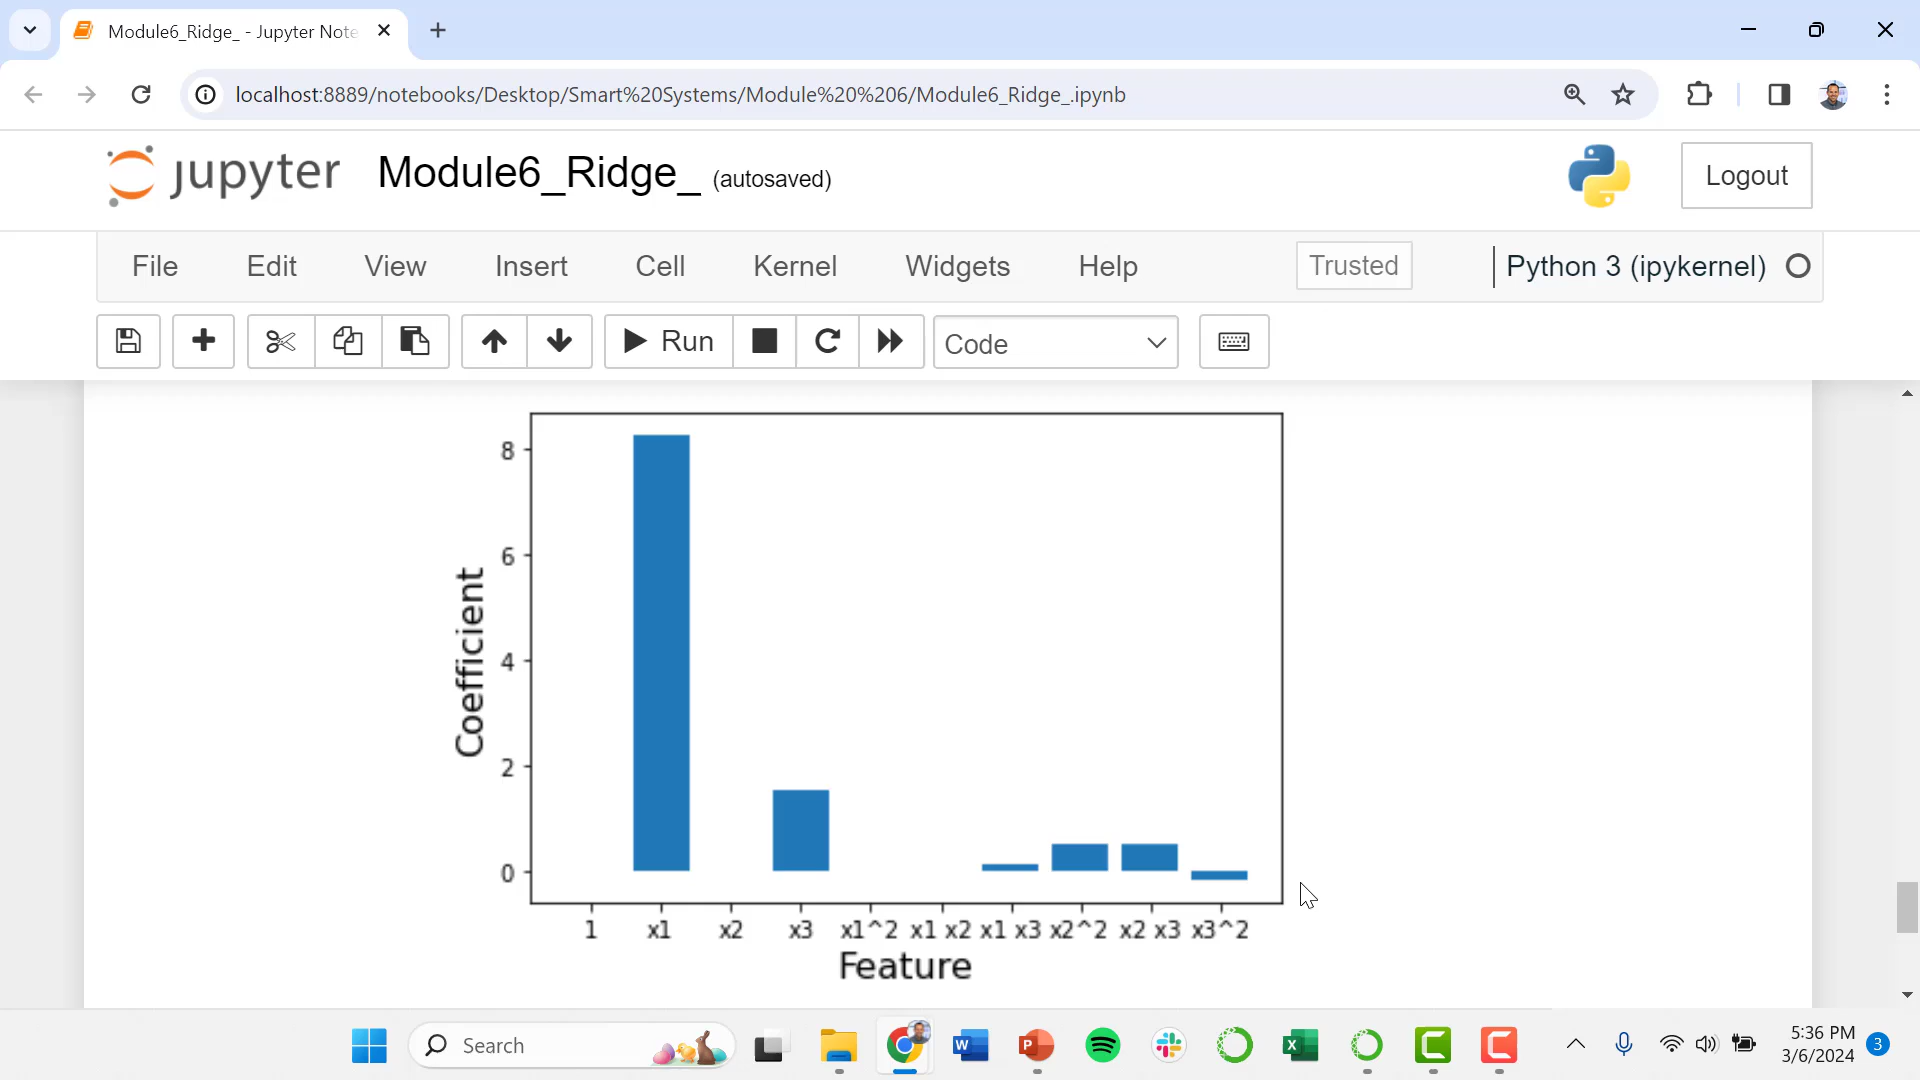 Module6_Ridge_ - Jupyter Note
localhost:8889/notebooks/Desktop/Smart%20Systems/Module%20%206/Module6_Ridge_.ipynb
jupyter Module6_Ridge_ (autosaved)
Logout
File Edit View Insert Cell Kernel Widgets Help Trusted Python 3 (ipykernel)
Run Code
8
6
4
2
0
Coefficient
1 x1 x2 x3 x1^2 x1 x2 x1 x3 x2^2 x2 x3 x3^2
Feature
Search
W
P
X
5:36 PM
3/6/2024
3